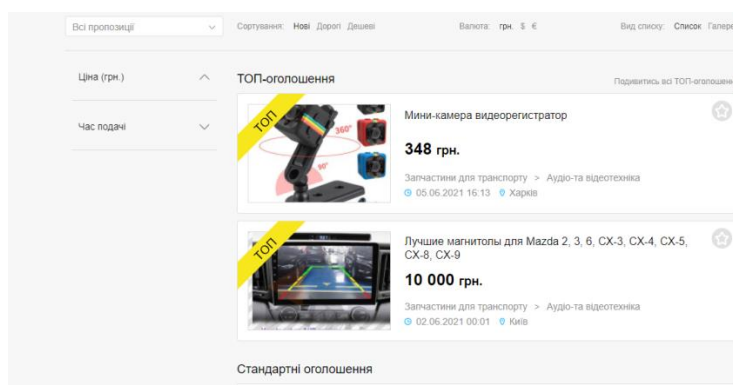 Всі пропозиції
Сортування: Нові Дорогі Дешеві
Валюта: грн. $ €
Вид списку: Список Галере
Ціна (грн.)
Час подачі
ТОП-оголошення
Подивитись всі ТОП-оголошен
ТОП
360°
90°
Мини-камера видеорегистратор
348 грн.
Запчастини для транспорту > Аудіо-та відеотехніка
05.06.2021 16:13 Харків
ТОП
Лучшие магнитолы для Mazda 2, 3, 6, CX-3, CX-4, CX-5,
CX-8, CX-9
10 000 грн.
Запчастини для транспорту > Аудіо-та відеотехніка
02.06.2021 00:01 Київ
Стандартні оголошення